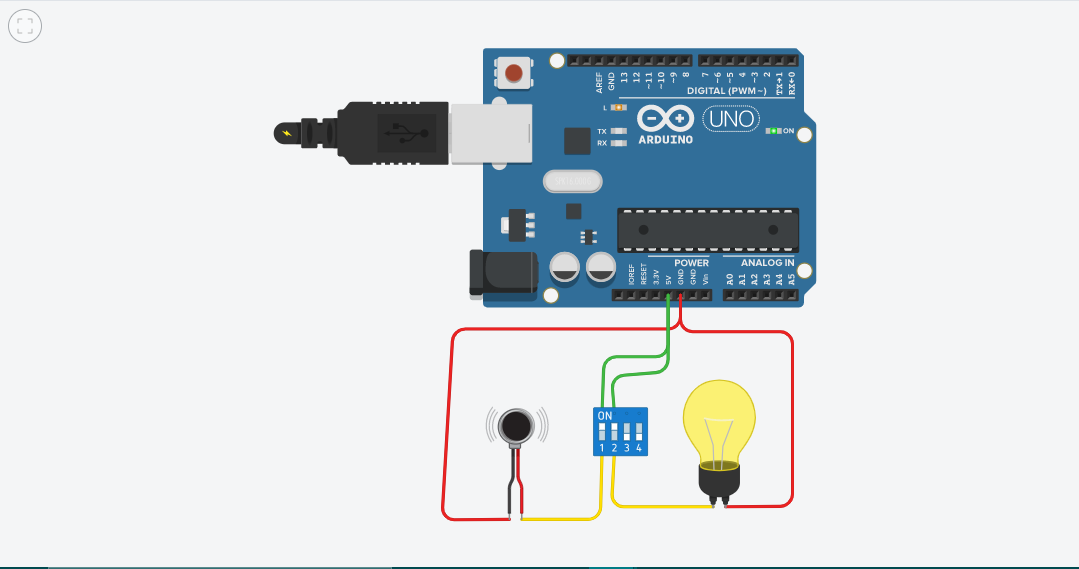 AREF
GND
13
12
~11
~10
~9
8
7
~6
~5
4
~3
2
TX→1
RX←0
DIGITAL (PWM~)
L
TX
RX
UNO
ON
ARDUINO
POWER
ANALOG IN
IOREF
RESET
3.3V
5V
GND
GND
Vin
A0
A1
A2
A3
A4
A5
ON
1 2 3 4